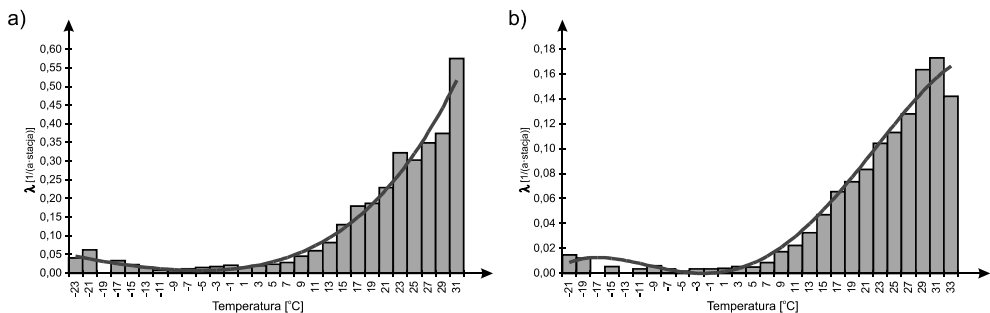 a)
0,60
0,55
0,50
0,45
0,40
0,35
0,30
0,25
0,20
0,15
0,10
0,05
0,00
λ [1/(a·stacja)]
-23 -21 -19 -17 -15 -13 -11 -9 -7 -5 -3 -1 1 3 5 7 9 11 13 15 17 19 21 23 25 27 29 31
Temperatura [°C]
b)
0,18
0,16
0,14
0,12
0,10
0,08
0,06
0,04
0,02
0,00
λ [1/(a·stacja)]
-21 -19 -17 -15 -13 -11 -9 -7 -5 -3 -1 1 3 5 7 9 11 13 15 17 19 21 23 25 27 29 31 33
Temperatura [°C]